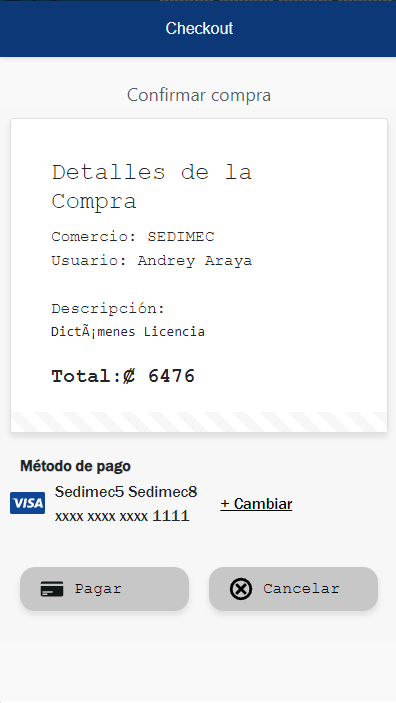 Checkout
Confirmar compra
Detalles de la
Compra
Comercio: SEDIMEC
Usuario: Andrey Araya
Descripción:
DictÃ¡menes Licencia
Total:₡ 6476
Método de pago
VISA
Sedimec5 Sedimec8
xxxx xxxx xxxx 1111
+ Cambiar
Pagar
Cancelar